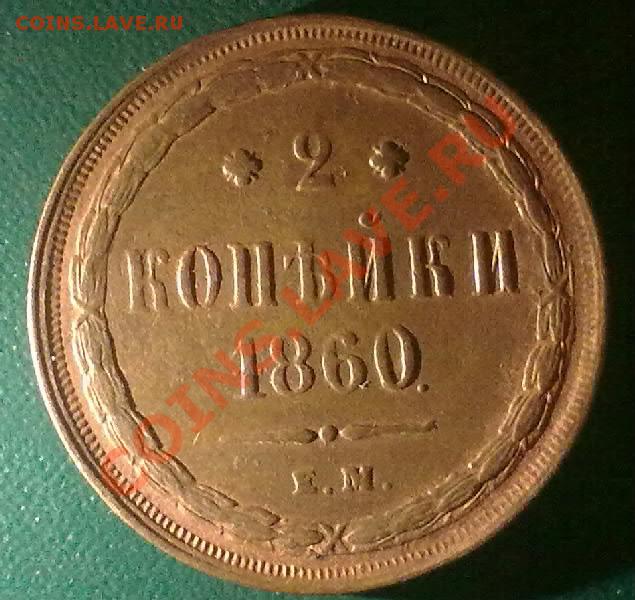 COINS.LAVE.RU
* 2 *
КОПѢЙКИ
1860.
Е.М.
COINS.LAVE.RU